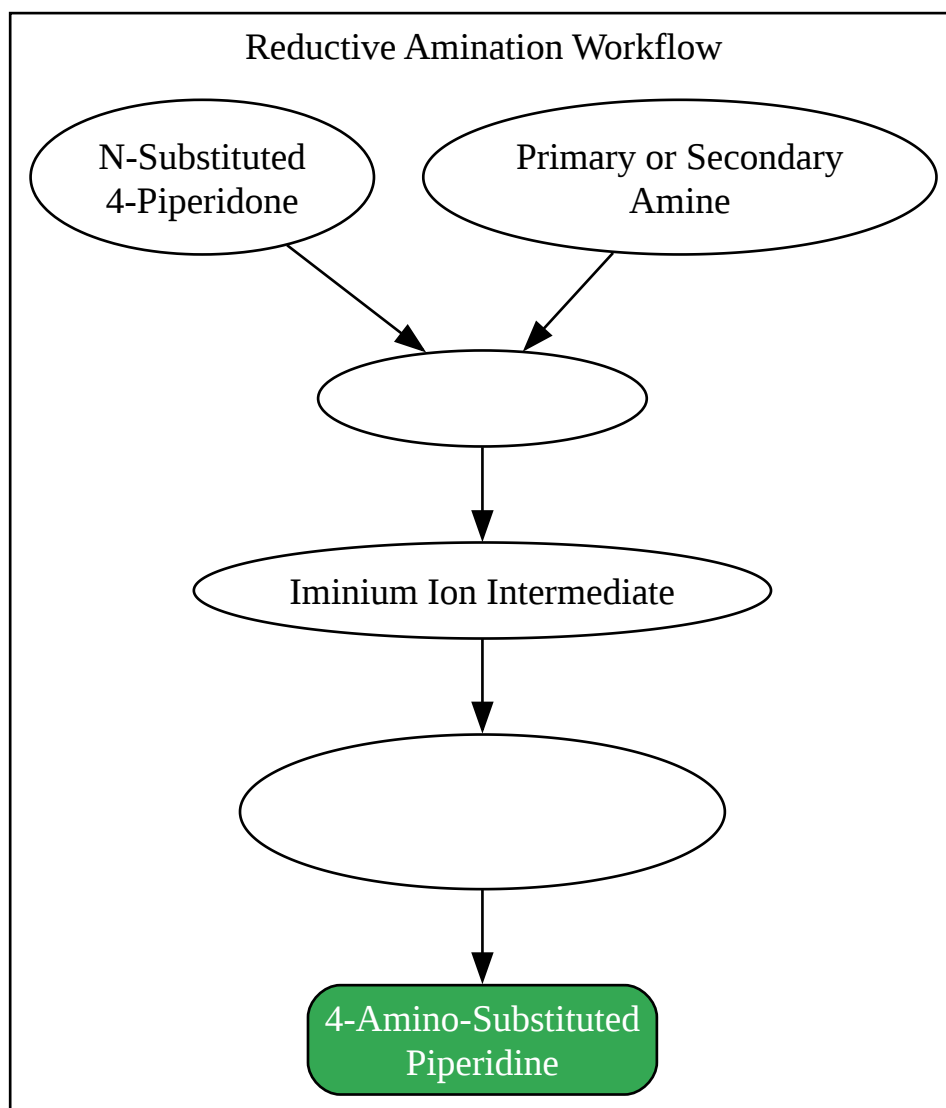 Reductive Amination Workflow
N-Substituted
4-Piperidone
Primary or Secondary
Amine
Iminium Ion Intermediate
4-Amino-Substituted
Piperidine